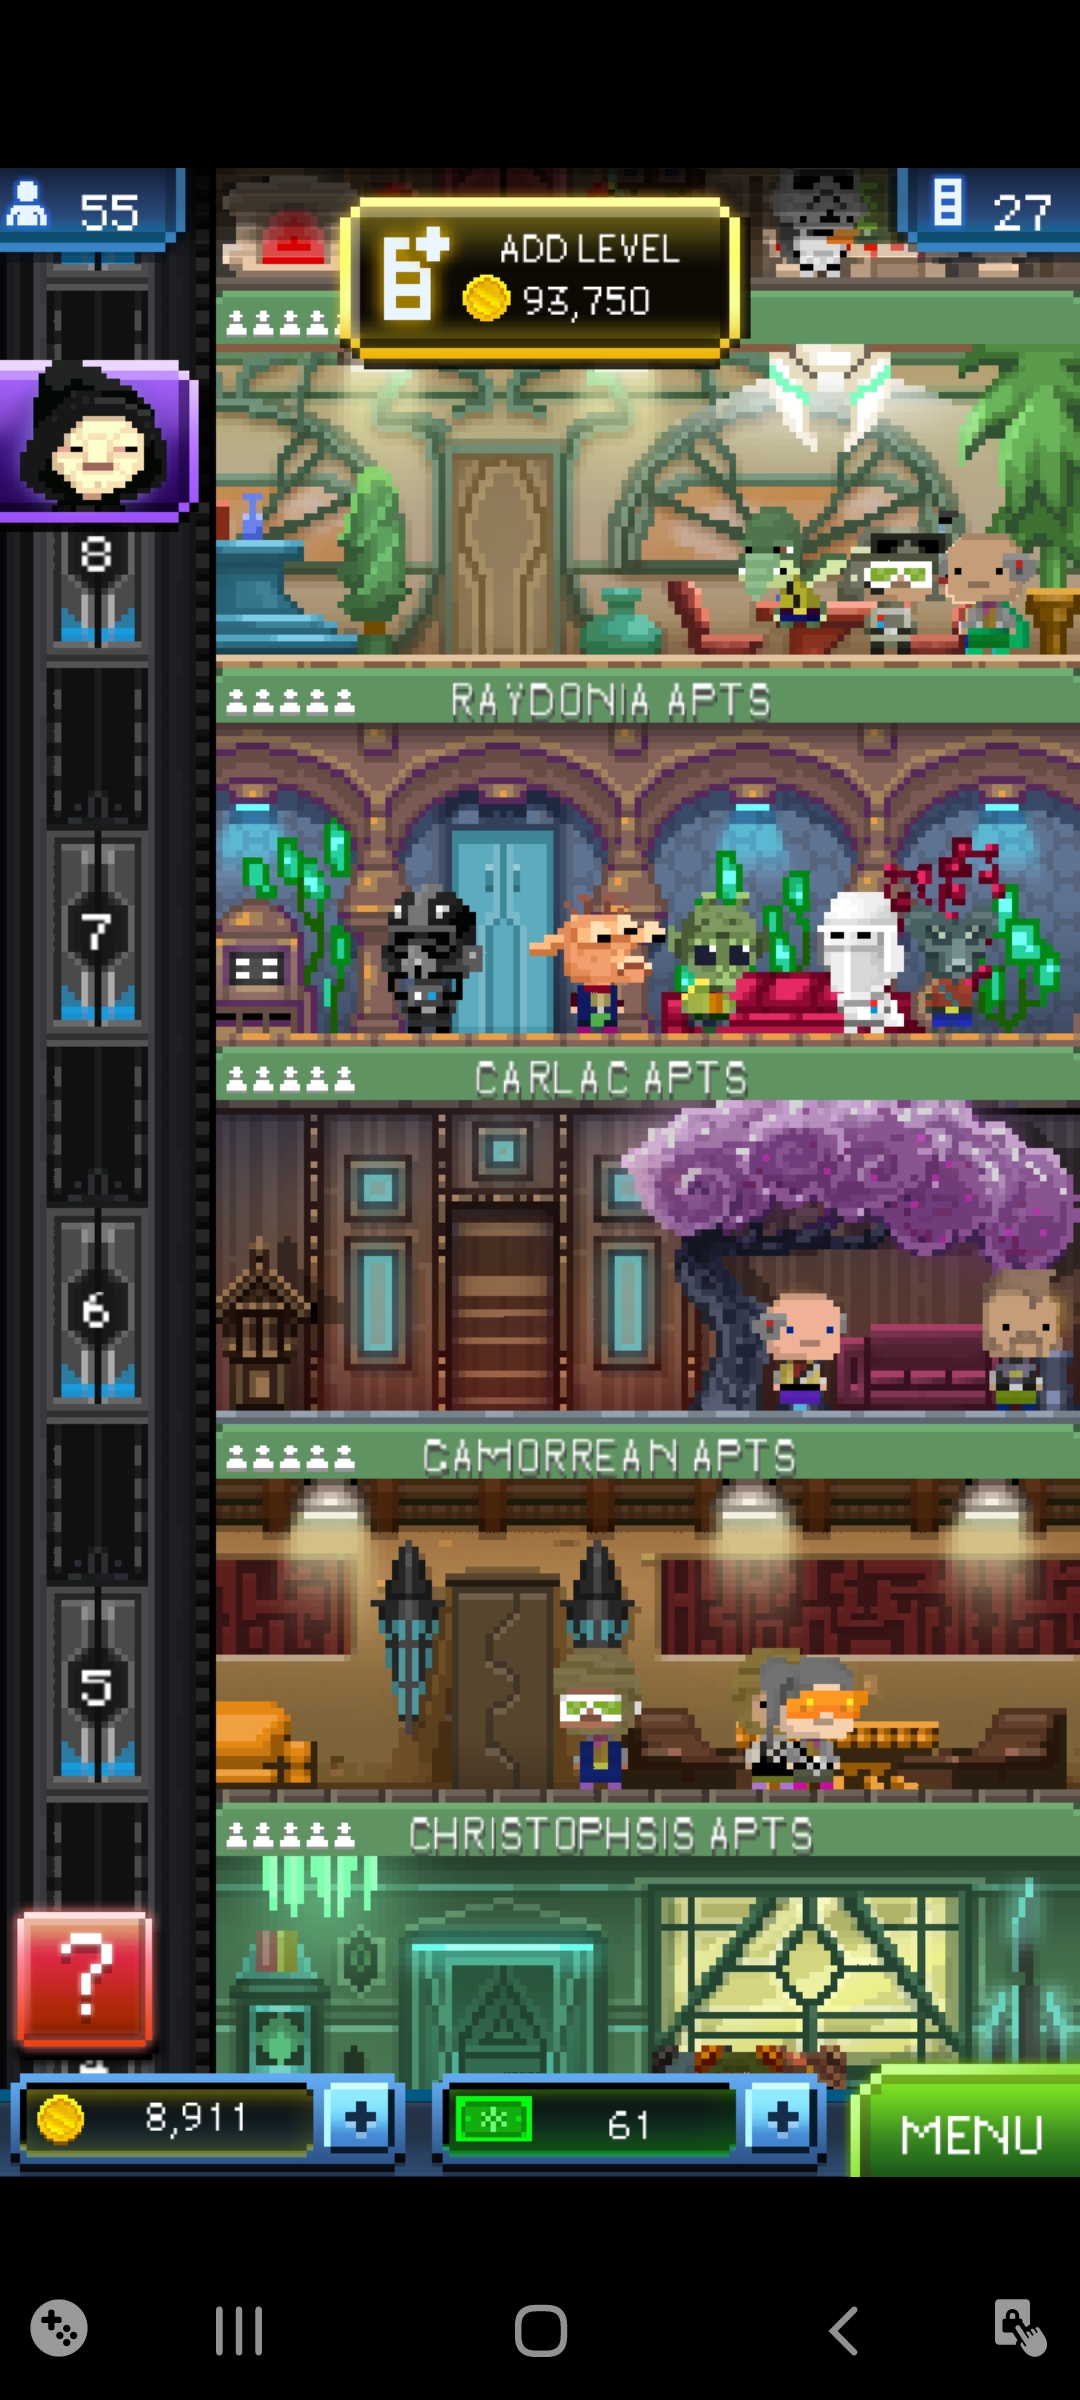 55
ADD LEVEL
93,750
27
8
RAYDONIA APTS
7
CARLAC APTS
6
CAMORREAN APTS
5
CHRISTOPHSIS APTS
?
8,911
+
61
+
MENU